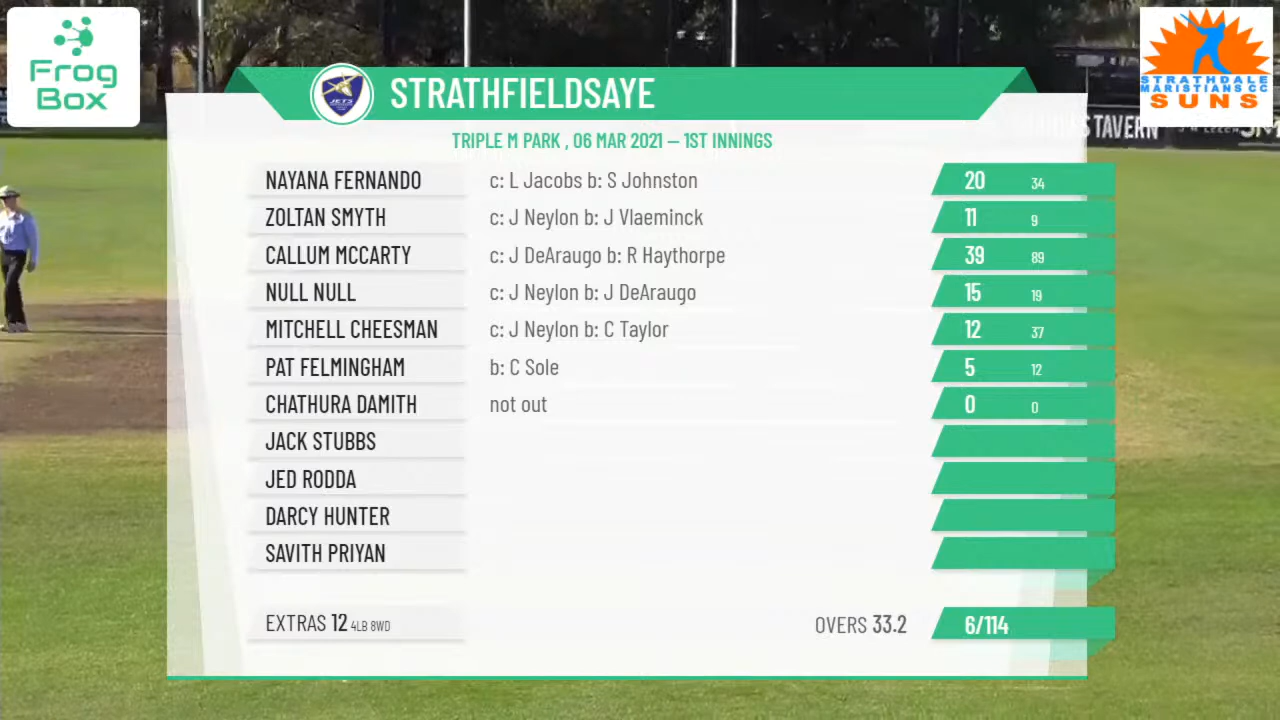 Frog
Box
STRATHFIELDSAYE
JETS
STRATHDALE
MARISTIANS CC
SUNS
TAVERN
TRIPLE M PARK , 06 MAR 2021 – 1ST INNINGS
NAYANA FERNANDO c: L Jacobs b: S Johnston 20 34
ZOLTAN SMYTH c: J Neylon b: J Vlaeminck 11 9
CALLUM MCCARTY c: J DeAraugo b: R Haythorpe 39 89
NULL NULL c: J Neylon b: J DeAraugo 15 19
MITCHELL CHEESMAN c: J Neylon b: C Taylor 12 37
PAT FELMINGHAM b: C Sole 5 12
CHATHURA DAMITH not out 0 0
JACK STUBBS
JED RODDA
DARCY HUNTER
SAVITH PRIYAN
EXTRAS 12 4LB 8WD OVERS 33.2 6/114